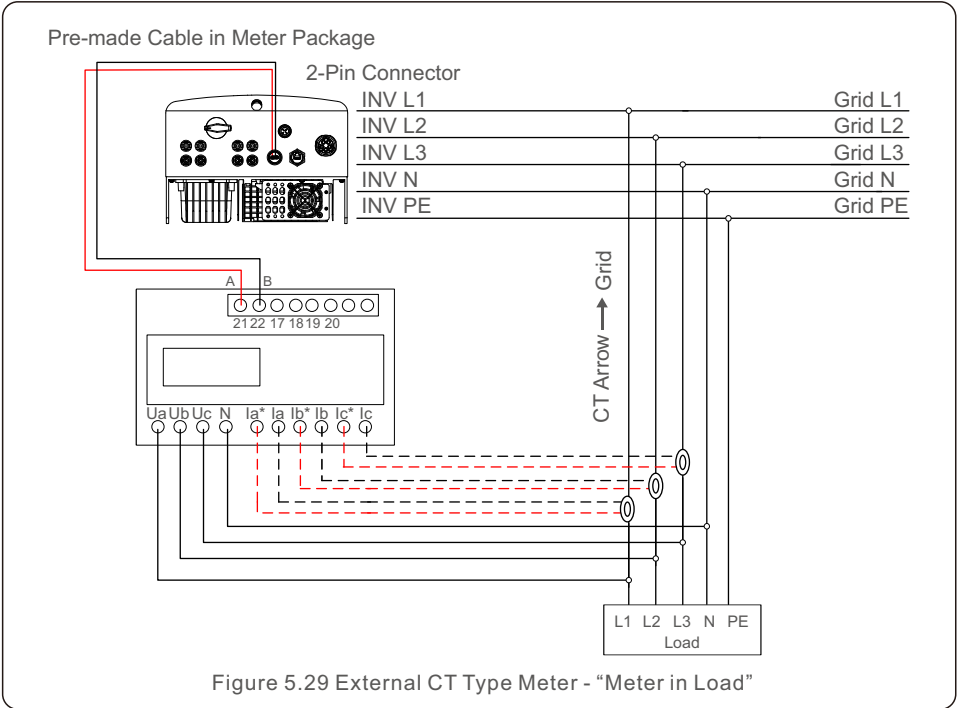 Pre-made Cable in Meter Package
2-Pin Connector
INV L1 Grid L1
INV L2 Grid L2
INV L3 Grid L3
INV N Grid N
INV PE Grid PE
CT Arrow → Grid
A B
21 22 17 18 19 20
Ua Ub Uc N Ia* Ia Ib* Ib Ic* Ic
L1 L2 L3 N PE
Load
Figure 5.29 External CT Type Meter - “Meter in Load”